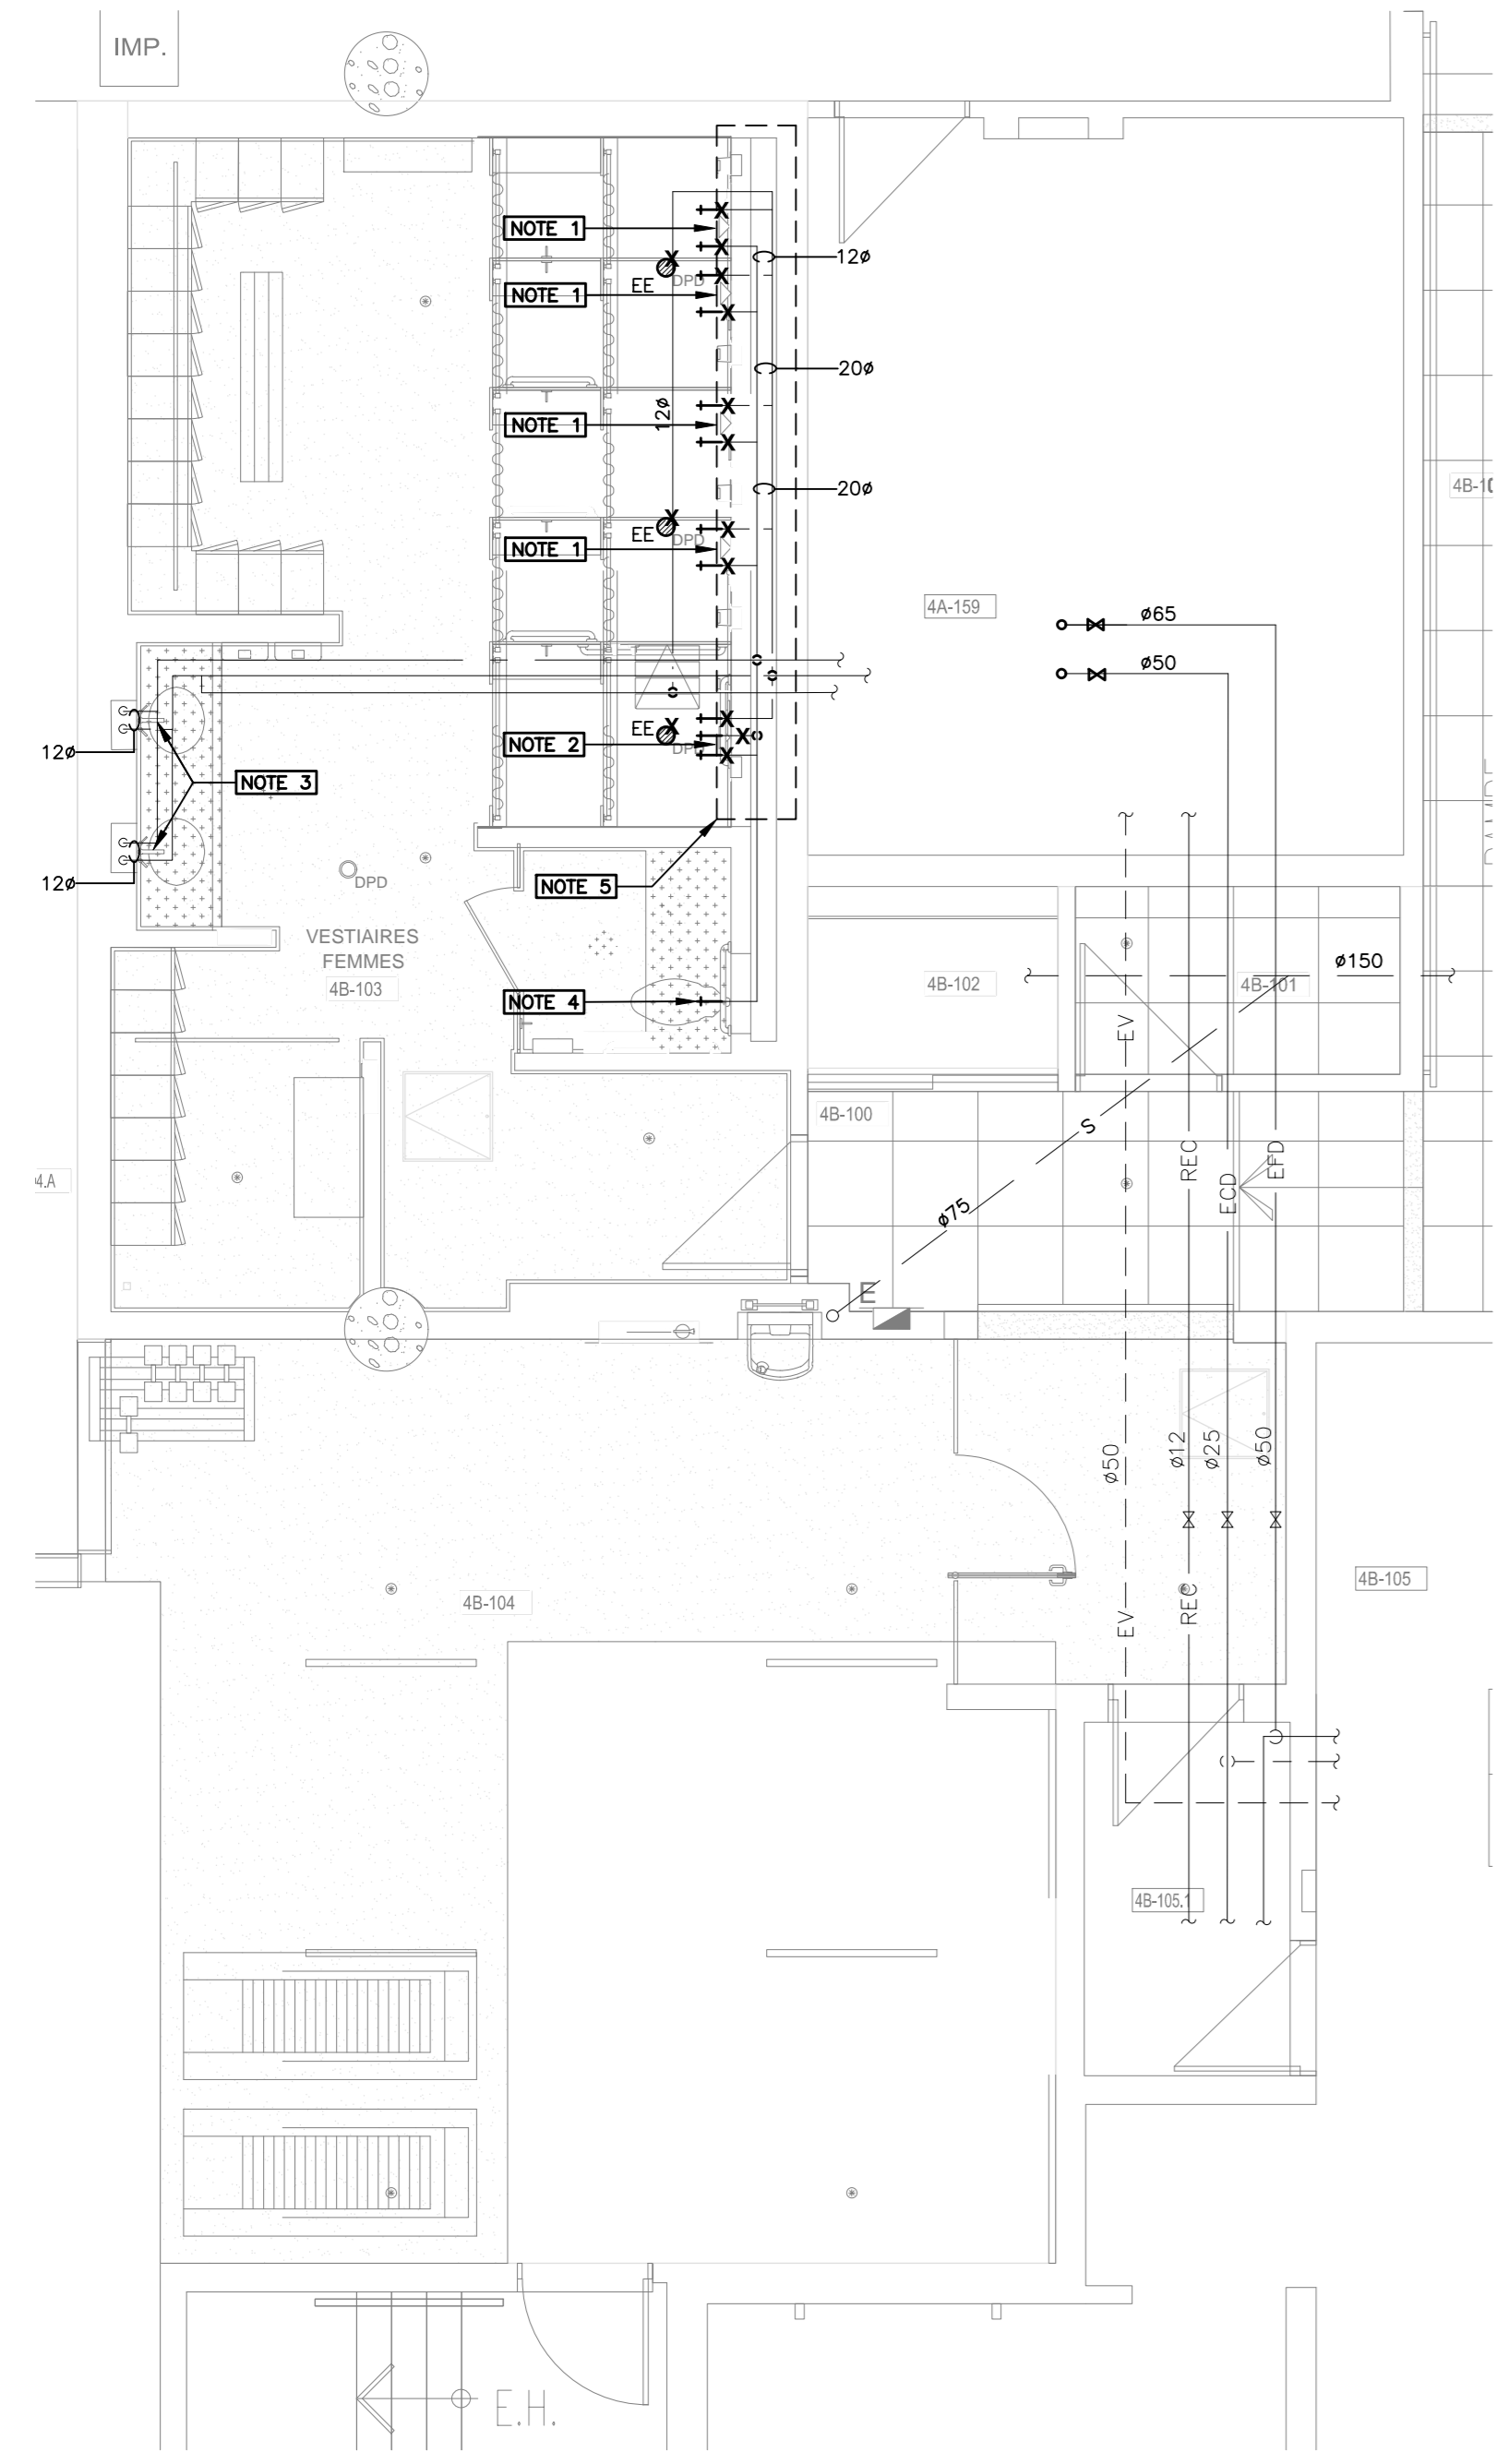 IMP.
NOTE 1
12ø
DPD
EE
NOTE 1
20ø
12ø
NOTE 1
20ø
4B-10
EE
DPD
NOTE 1
4A-159
ø65
ø50
EE
DPD
NOTE 2
12ø
NOTE 3
12ø
DPD
NOTE 5
VESTIAIRES
FEMMES
4B-103
NOTE 4
4B-102
4B-101
ø150
EV
4B-100
S
REC
ECD
EFD
4.A
ø75
E
ø50
ø12
ø25
ø50
4B-104
EV
REC
4B-105
4B-105.1
E.H.